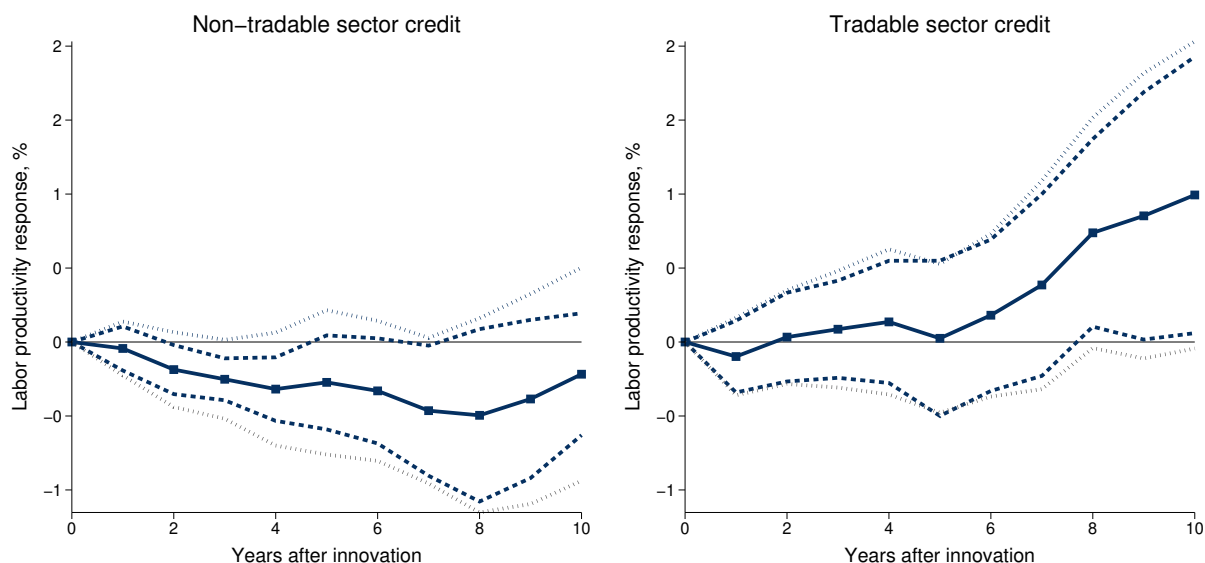 Non−tradable sector credit
Labor productivity response, %
2
2
1
0
0
−0
−1
0 2 4 6 8 10
Years after innovation
Tradable sector credit
Labor productivity response, %
2
2
1
0
0
−0
−1
0 2 4 6 8 10
Years after innovation